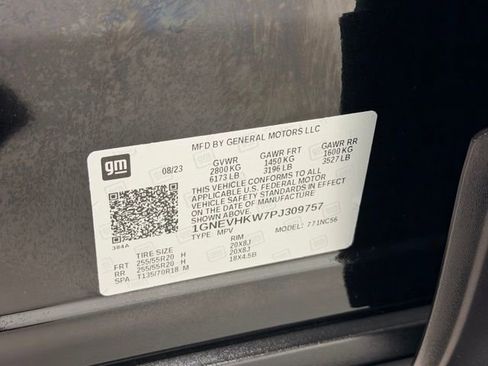 MFD BY GENERAL MOTORS LLC
gm
08/23
GVWR GAWR FRT GAWR RR
2800 KG 1450 KG 1600 KG
6173 LB 3196 LB 3527 LB
THIS VEHICLE CONFORMS TO ALL
APPLICABLE U.S. FEDERAL MOTOR
VEHICLE SAFETY STANDARDS IN EFFECT
ON THE DATE OF MANUFACTURE
SHOWN ABOVE.
1GNEVHKW7PJ309757
TYPE: MPV MODEL: 771NC56
384A
TIRE SIZE RIM
FRT 255/55R20 H 20X8J
RR 255/55R20 H 20X8J
SPA T135/70R18 M 18X4.5B